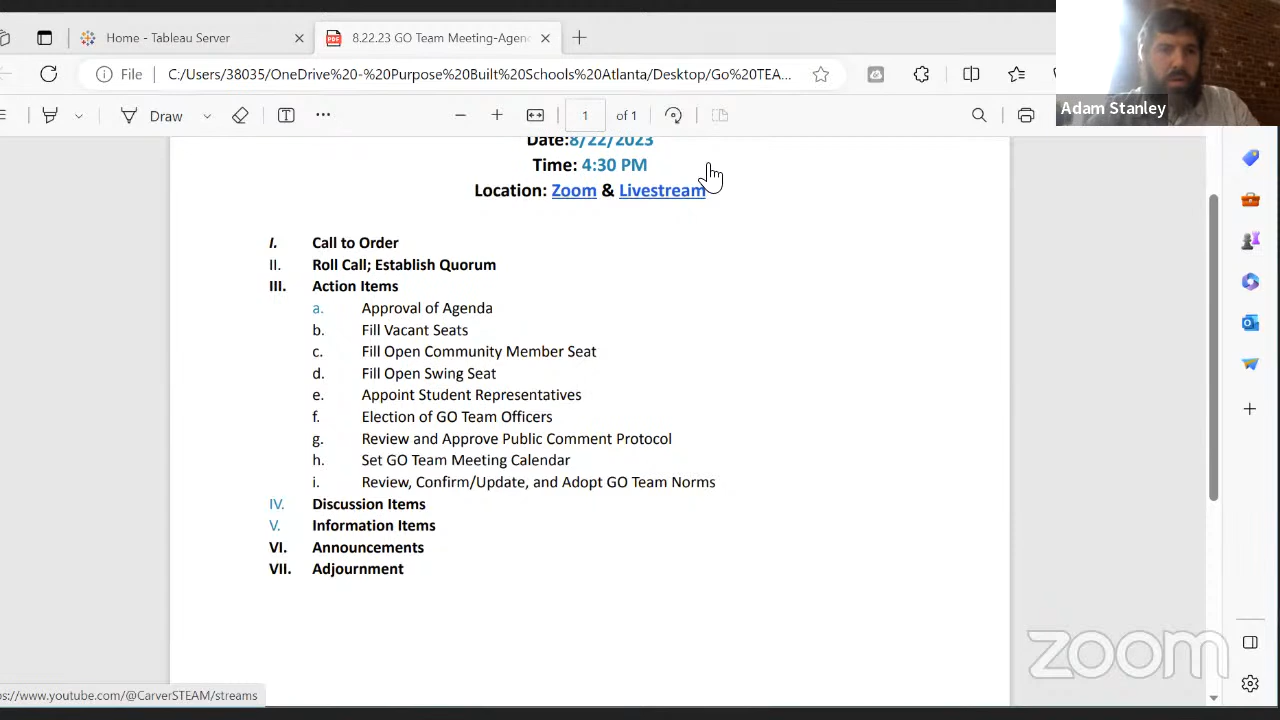 Home - Tableau Server
8.22.23 GO Team Meeting-Agen
File
C:/Users/38035/OneDrive%20-%20Purpose%20Built%20Schools%20Atlanta/Desktop/Go%20TEA...
Adam Stanley
Draw
1 of 1
Date:8/22/2023
Time: 4:30 PM
Location: Zoom & Livestream
I. Call to Order
II. Roll Call; Establish Quorum
III. Action Items
a. Approval of Agenda
b. Fill Vacant Seats
c. Fill Open Community Member Seat
d. Fill Open Swing Seat
e. Appoint Student Representatives
f. Election of GO Team Officers
g. Review and Approve Public Comment Protocol
h. Set GO Team Meeting Calendar
i. Review, Confirm/Update, and Adopt GO Team Norms
IV. Discussion Items
V. Information Items
VI. Announcements
VII. Adjournment
zoom
ps://www.youtube.com/@CarverSTEAM/streams